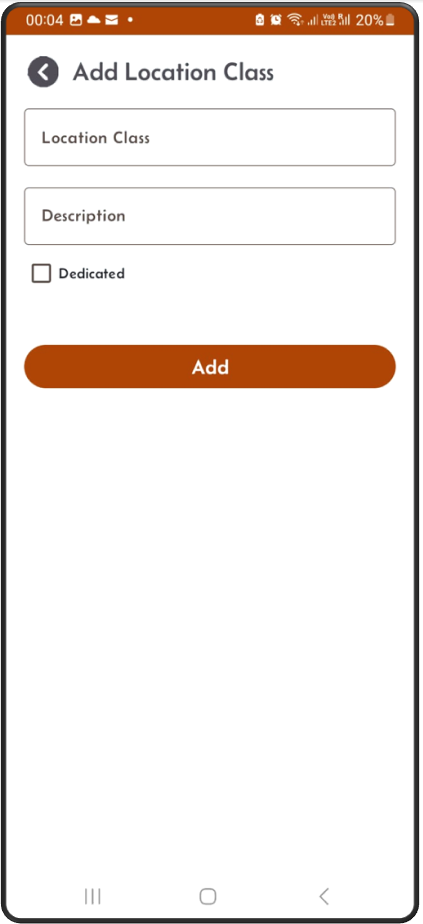 00:04 20%
Add Location Class
Location Class
Description
Dedicated
Add